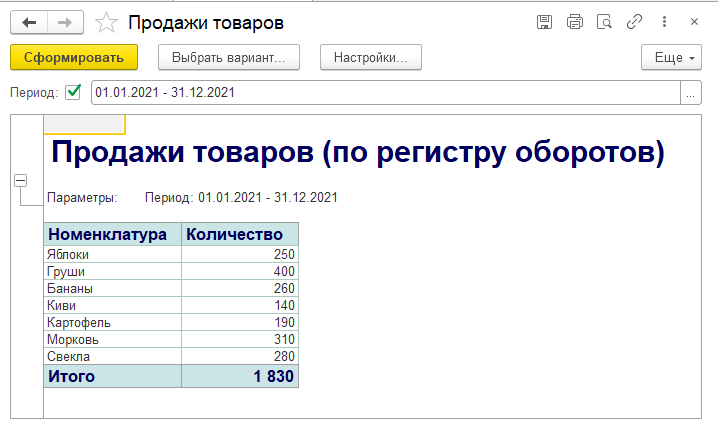 Продажи товаров
Сформировать Выбрать вариант... Настройки... Еще
Период: 01.01.2021 - 31.12.2021 ...
Продажи товаров (по регистру оборотов)
Параметры: Период: 01.01.2021 - 31.12.2021
Номенклатура Количество
Яблоки 250
Груши 400
Бананы 260
Киви 140
Картофель 190
Морковь 310
Свекла 280
Итого 1 830